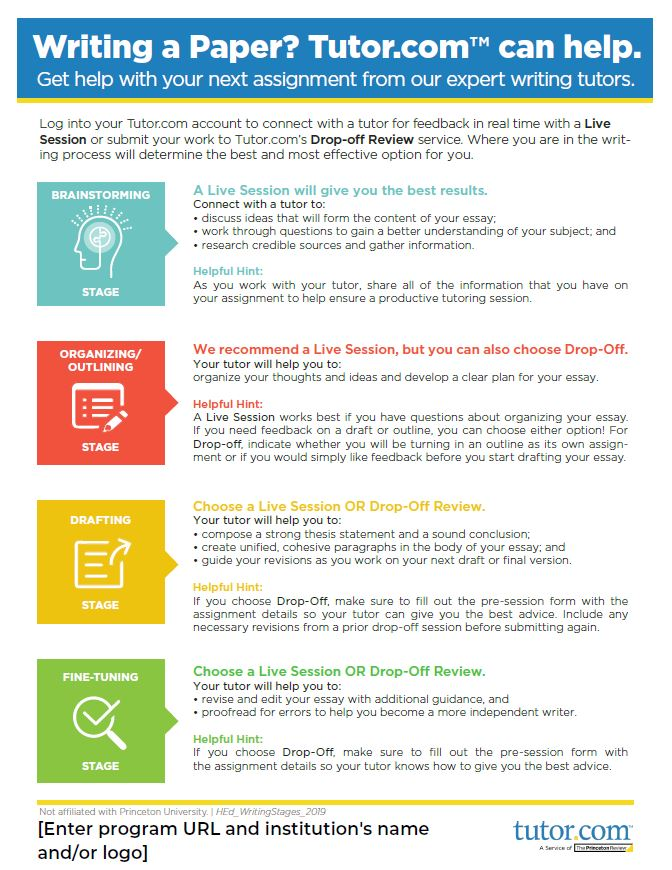 Writing a Paper? Tutor.com™ can help.
Get help with your next assignment from our expert writing tutors.
Log into your Tutor.com account to connect with a tutor for feedback in real time with a Live
Session or submit your work to Tutor.com's Drop-off Review service. Where you are in the writ-
ing process will determine the best and most effective option for you.
BRAINSTORMING
STAGE
A Live Session will give you the best results.
Connect with a tutor to:
• discuss ideas that will form the content of your essay;
• work through questions to gain a better understanding of your subject; and
• research credible sources and gather information.
Helpful Hint:
As you work with your tutor, share all of the information that you have on
your assignment to help ensure a productive tutoring session.
ORGANIZING/
OUTLINING
STAGE
We recommend a Live Session, but you can also choose Drop-Off.
Your tutor will help you to:
organize your thoughts and ideas and develop a clear plan for your essay.
Helpful Hint:
A Live Session works best if you have questions about organizing your essay.
If you need feedback on a draft or outline, you can choose either option! For
Drop-off, indicate whether you will be turning in an outline as its own assign-
ment or if you would simply like feedback before you start drafting your essay.
DRAFTING
STAGE
Choose a Live Session OR Drop-Off Review.
Your tutor will help you to:
• compose a strong thesis statement and a sound conclusion;
• create unified, cohesive paragraphs in the body of your essay; and
• guide your revisions as you work on your next draft or final version.
Helpful Hint:
If you choose Drop-Off, make sure to fill out the pre-session form with the
assignment details so your tutor can give you the best advice. Include any
necessary revisions from a prior drop-off session before submitting again.
FINE-TUNING
STAGE
Choose a Live Session OR Drop-Off Review.
Your tutor will help you to:
• revise and edit your essay with additional guidance, and
• proofread for errors to help you become a more independent writer.
Helpful Hint:
If you choose Drop-Off, make sure to fill out the pre-session form with
the assignment details so your tutor knows how to give you the best advice.
Not affiliated with Princeton University. | HEd_WritingStages_2019
[Enter program URL and institution's name
and/or logo]
tutor.com
A Service of The Princeton Review